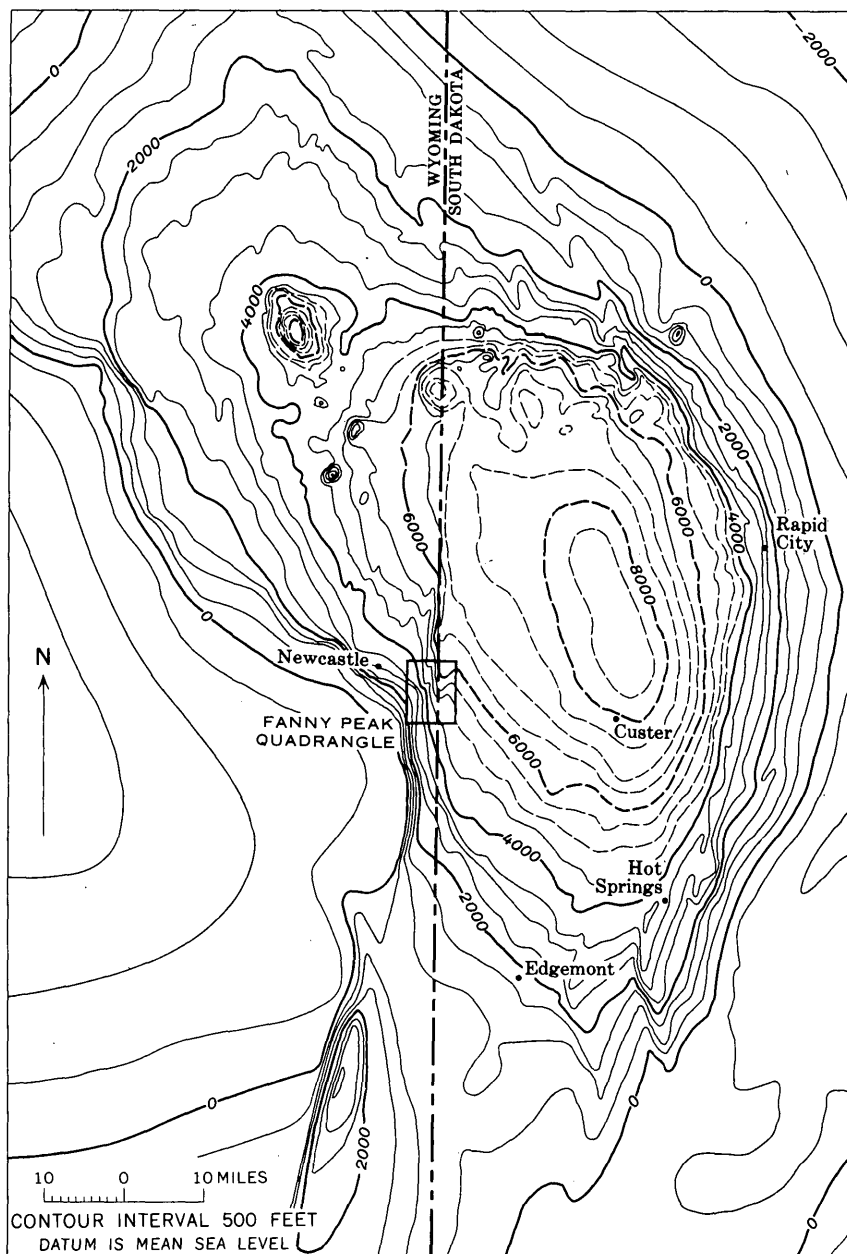 0
-2000
WYOMING
SOUTH DAKOTA
2000
0
4000
2000
6000
4000
6000
Rapid
City
8000
0
N
Newcastle
FANNY PEAK
QUADRANGLE
Custer
6000
4000
Hot
Springs
2000
Edgemont
0
0
2000
10 0 10 MILES
CONTOUR INTERVAL 500 FEET
DATUM IS MEAN SEA LEVEL
0